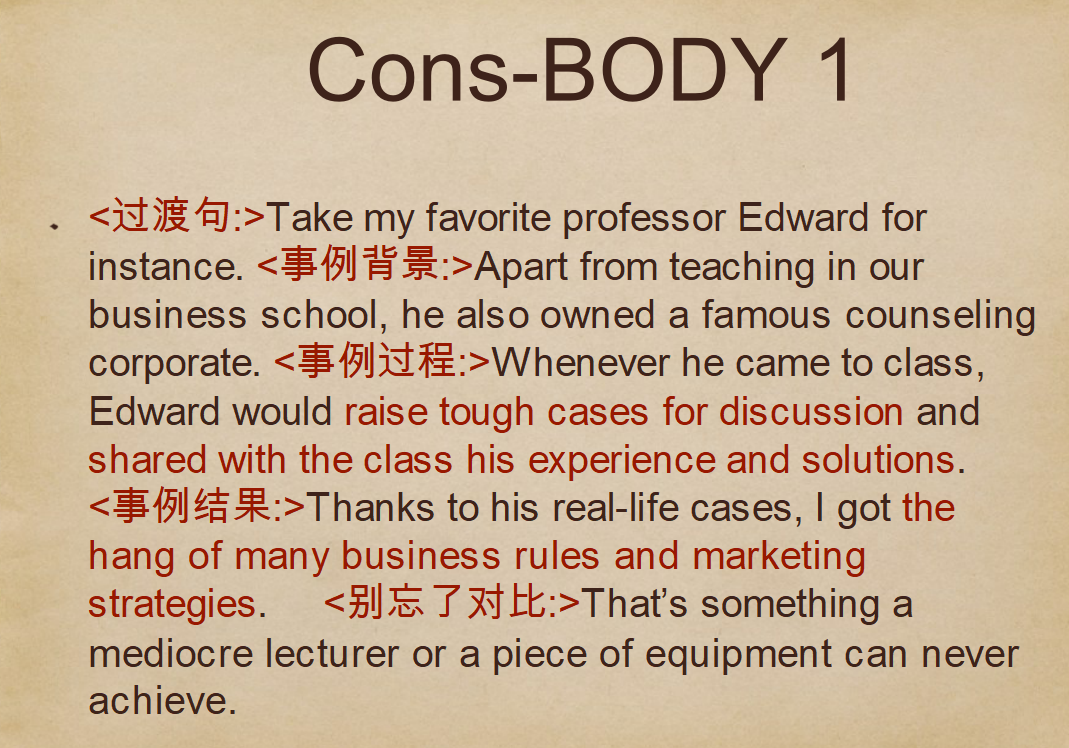 Cons-BODY 1
<过渡句:>Take my favorite professor Edward for
instance. <事例背景:>Apart from teaching in our
business school, he also owned a famous counseling
corporate. <事例过程:>Whenever he came to class,
Edward would raise tough cases for discussion and
shared with the class his experience and solutions.
<事例结果:>Thanks to his real-life cases, I got the
hang of many business rules and marketing
strategies. <别忘了对比:>That’s something a
mediocre lecturer or a piece of equipment can never
achieve.